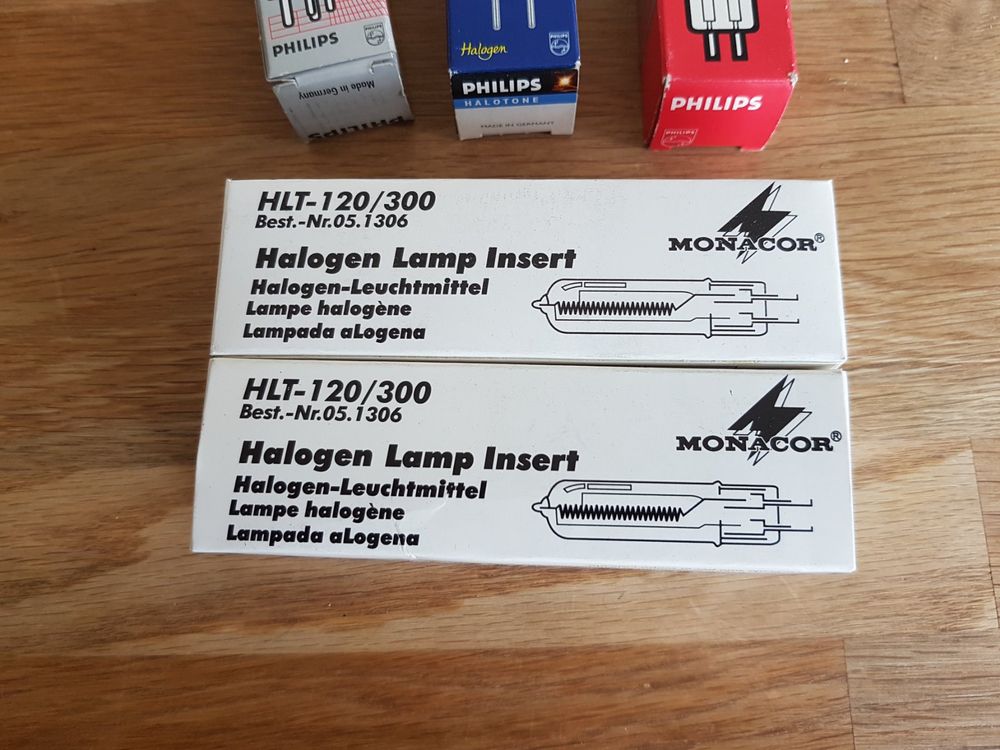 PHILIPS
Made in Germany
PHILIPS
Halogen
PHILIPS
HALOTONE
MADE IN GERMANY
PHILIPS
PHILIPS
HLT-120/300
Best.-Nr.05.1306
MONACOR®
Halogen Lamp Insert
Halogen-Leuchtmittel
Lampe halogène
Lampada aLogena
HLT-120/300
Best.-Nr.05.1306
MONACOR®
Halogen Lamp Insert
Halogen-Leuchtmittel
Lampe halogène
Lampada aLogena